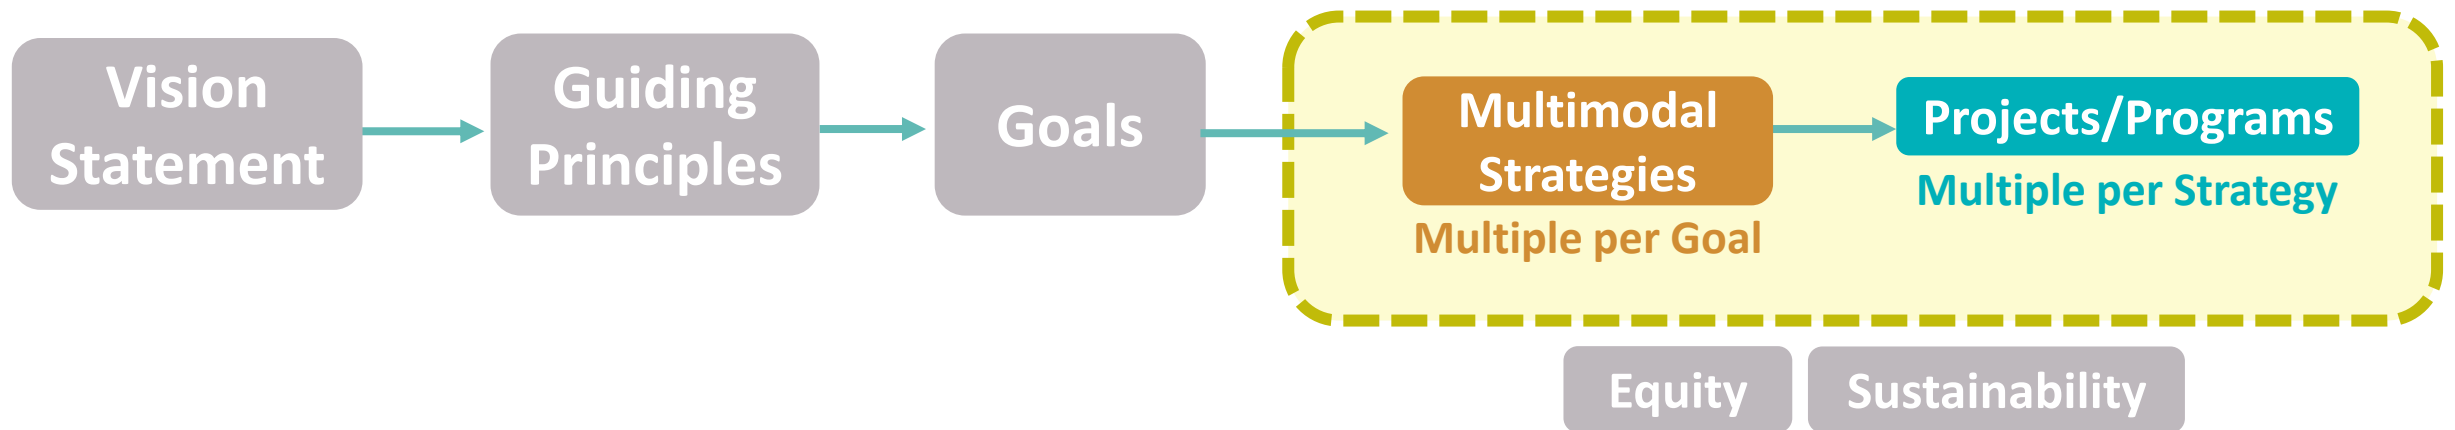 Vision
Statement
Guiding
Principles
Goals
Multimodal
Strategies
Multiple per Goal
Projects/Programs
Multiple per Strategy
Equity
Sustainability